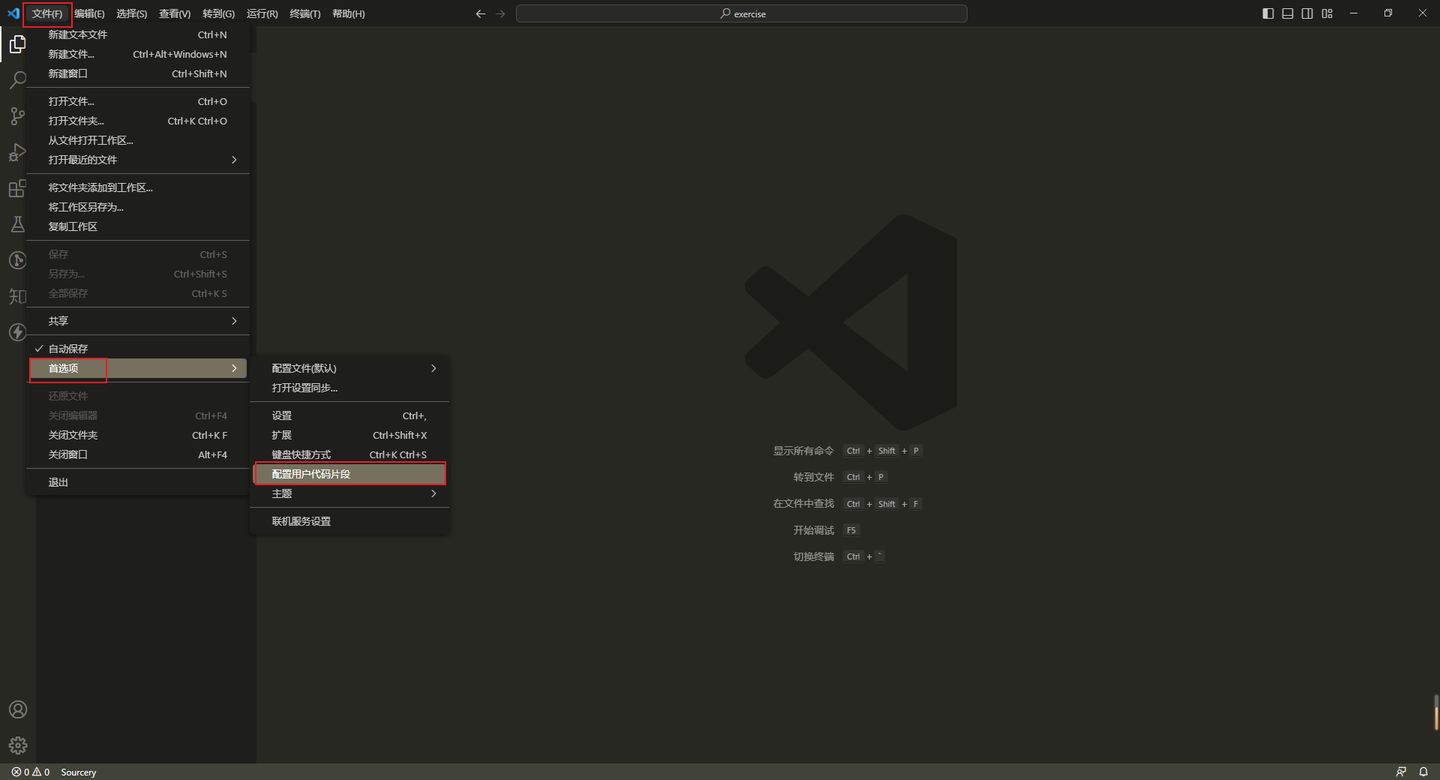 文件(F) 编辑(E) 选择(S) 查看(V) 转到(G) 运行(R) 终端(T) 帮助(H) exercise
新建文本文件 Ctrl+N
新建文件... Ctrl+Alt+Windows+N
新建窗口 Ctrl+Shift+N
打开文件... Ctrl+O
打开文件夹... Ctrl+K Ctrl+O
从文件打开工作区...
打开最近的文件
将文件夹添加到工作区...
将工作区另存为...
复制工作区
保存 Ctrl+S
另存为... Ctrl+Shift+S
全部保存 Ctrl+K S
共享
自动保存
首选项
还原文件
关闭编辑器 Ctrl+F4
关闭文件夹 Ctrl+K F
关闭窗口 Alt+F4
退出
配置文件(默认)
打开设置同步...
设置 Ctrl+,
扩展 Ctrl+Shift+X
键盘快捷方式 Ctrl+K Ctrl+S
配置用户代码片段
主题
联机服务设置
显示所有命令 Ctrl + Shift + P
转到文件 Ctrl + P
在文件中查找 Ctrl + Shift + F
开始调试 F5
切换终端 Ctrl + `
知
0 0 Sourcery